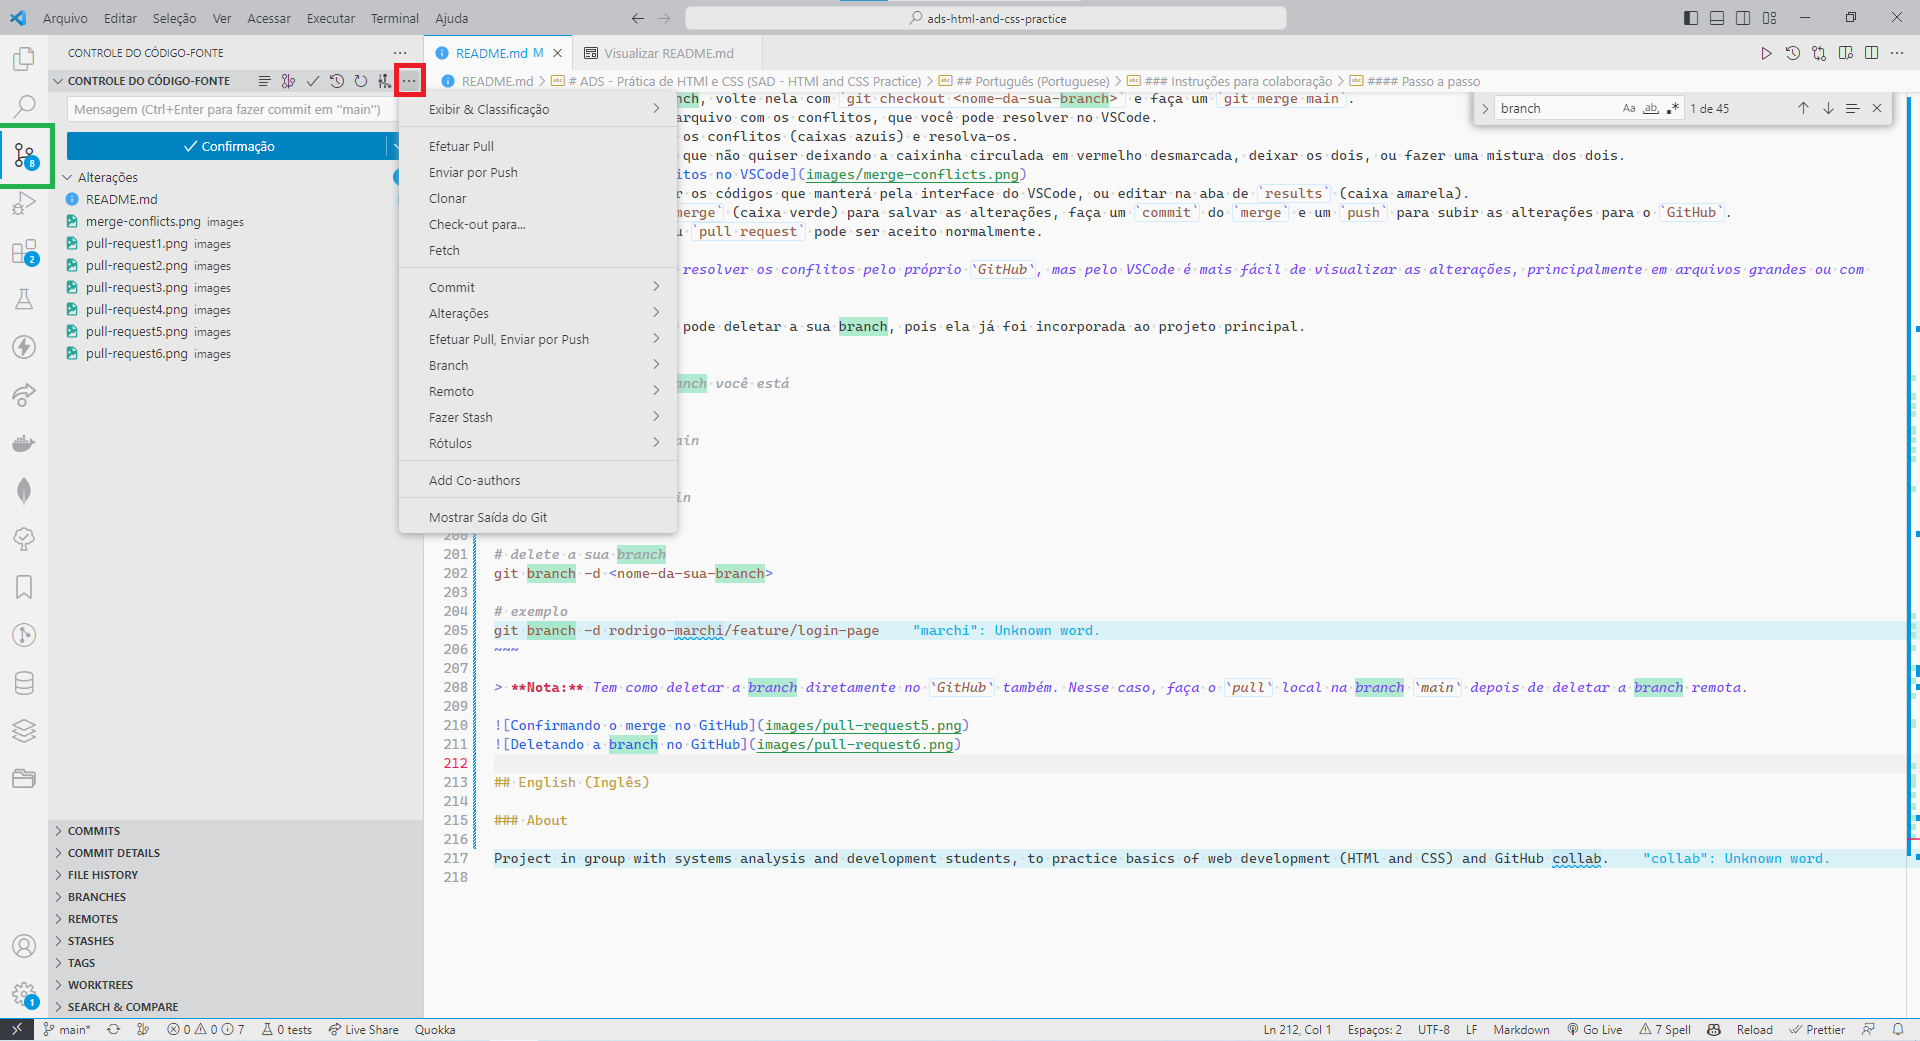 Arquivo Editar Seleção Ver Acessar Executar Terminal Ajuda
ads-html-and-css-practice
CONTROLE DO CÓDIGO-FONTE
README.md M
Visualizar README.md
CONTROLE DO CÓDIGO-FONTE
README.md > # ADS - Prática de HTMl e CSS (SAD - HTMl and CSS Practice) > ## Português (Portuguese) > ### Instruções para colaboração > #### Passo a passo
Mensagem (Ctrl+Enter para fazer commit em "main")
Confirmação
Alterações
README.md
merge-conflicts.png images
pull-request1.png images
pull-request2.png images
pull-request3.png images
pull-request4.png images
pull-request5.png images
pull-request6.png images
8
2
1
COMMITS
COMMIT DETAILS
FILE HISTORY
BRANCHES
REMOTES
STASHES
TAGS
WORKTREES
SEARCH & COMPARE
Exibir & Classificação
Efetuar Pull
Enviar por Push
Clonar
Check-out para...
Fetch
Commit
Alterações
Efetuar Pull, Enviar por Push
Branch
Remoto
Fazer Stash
Rótulos
Add Co-authors
Mostrar Saída do Git
branch Aa ab 1 de 45
nch, volte nela com `git checkout <nome-da-sua-branch>` e faça um `git merge main`.
arquivo com os conflitos, que você pode resolver no VSCode.
os conflitos (caixas azuis) e resolva-os.
que não quiser deixando a caixinha circulada em vermelho desmarcada, deixar os dois, ou fazer uma mistura dos dois.
itos no VSCode](images/merge-conflicts.png)
r os códigos que manterá pela interface do VSCode, ou editar na aba de `results` (caixa amarela).
merge` (caixa verde) para salvar as alterações, faça um `commit` do `merge` e um `push` para subir as alterações para o `GitHub`.
u `pull request` pode ser aceito normalmente.
resolver os conflitos pelo próprio `GitHub`, mas pelo VSCode é mais fácil de visualizar as alterações, principalmente em arquivos grandes ou com
pode deletar a sua branch, pois ela já foi incorporada ao projeto principal.
anch você está
ain
in
200
201 # delete a sua branch
202 git branch -d <nome-da-sua-branch>
203
204 # exemplo
205 git branch -d rodrigo-marchi/feature/login-page "marchi": Unknown word.
206 ~~~
207
208 > **Nota:** Tem como deletar a branch diretamente no `GitHub` também. Nesse caso, faça o `pull` local na branch `main` depois de deletar a branch remota.
209
210 ![Confirmando o merge no GitHub](images/pull-request5.png)
211 ![Deletando a branch no GitHub](images/pull-request6.png)
212
213 ## English (Inglês)
214
215 ### About
216
217 Project in group with systems analysis and development students, to practice basics of web development (HTMl and CSS) and GitHub collab. "collab": Unknown word.
218
main* 0 0 7 0 tests Live Share Quokka Ln 212, Col 1 Espaços: 2 UTF-8 LF Markdown Go Live 7 Spell Reload Prettier